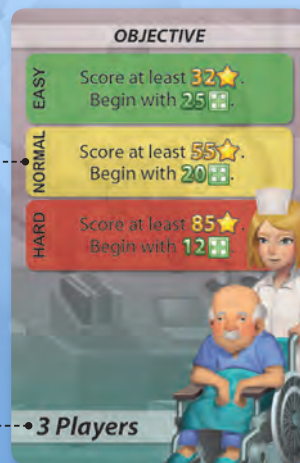 OBJECTIVE
EASY
Score at least 32
Begin with 25.
NORMAL
Score at least 55.
Begin with 20.
HARD
Score at least 85.
Begin with 12.
3 Players